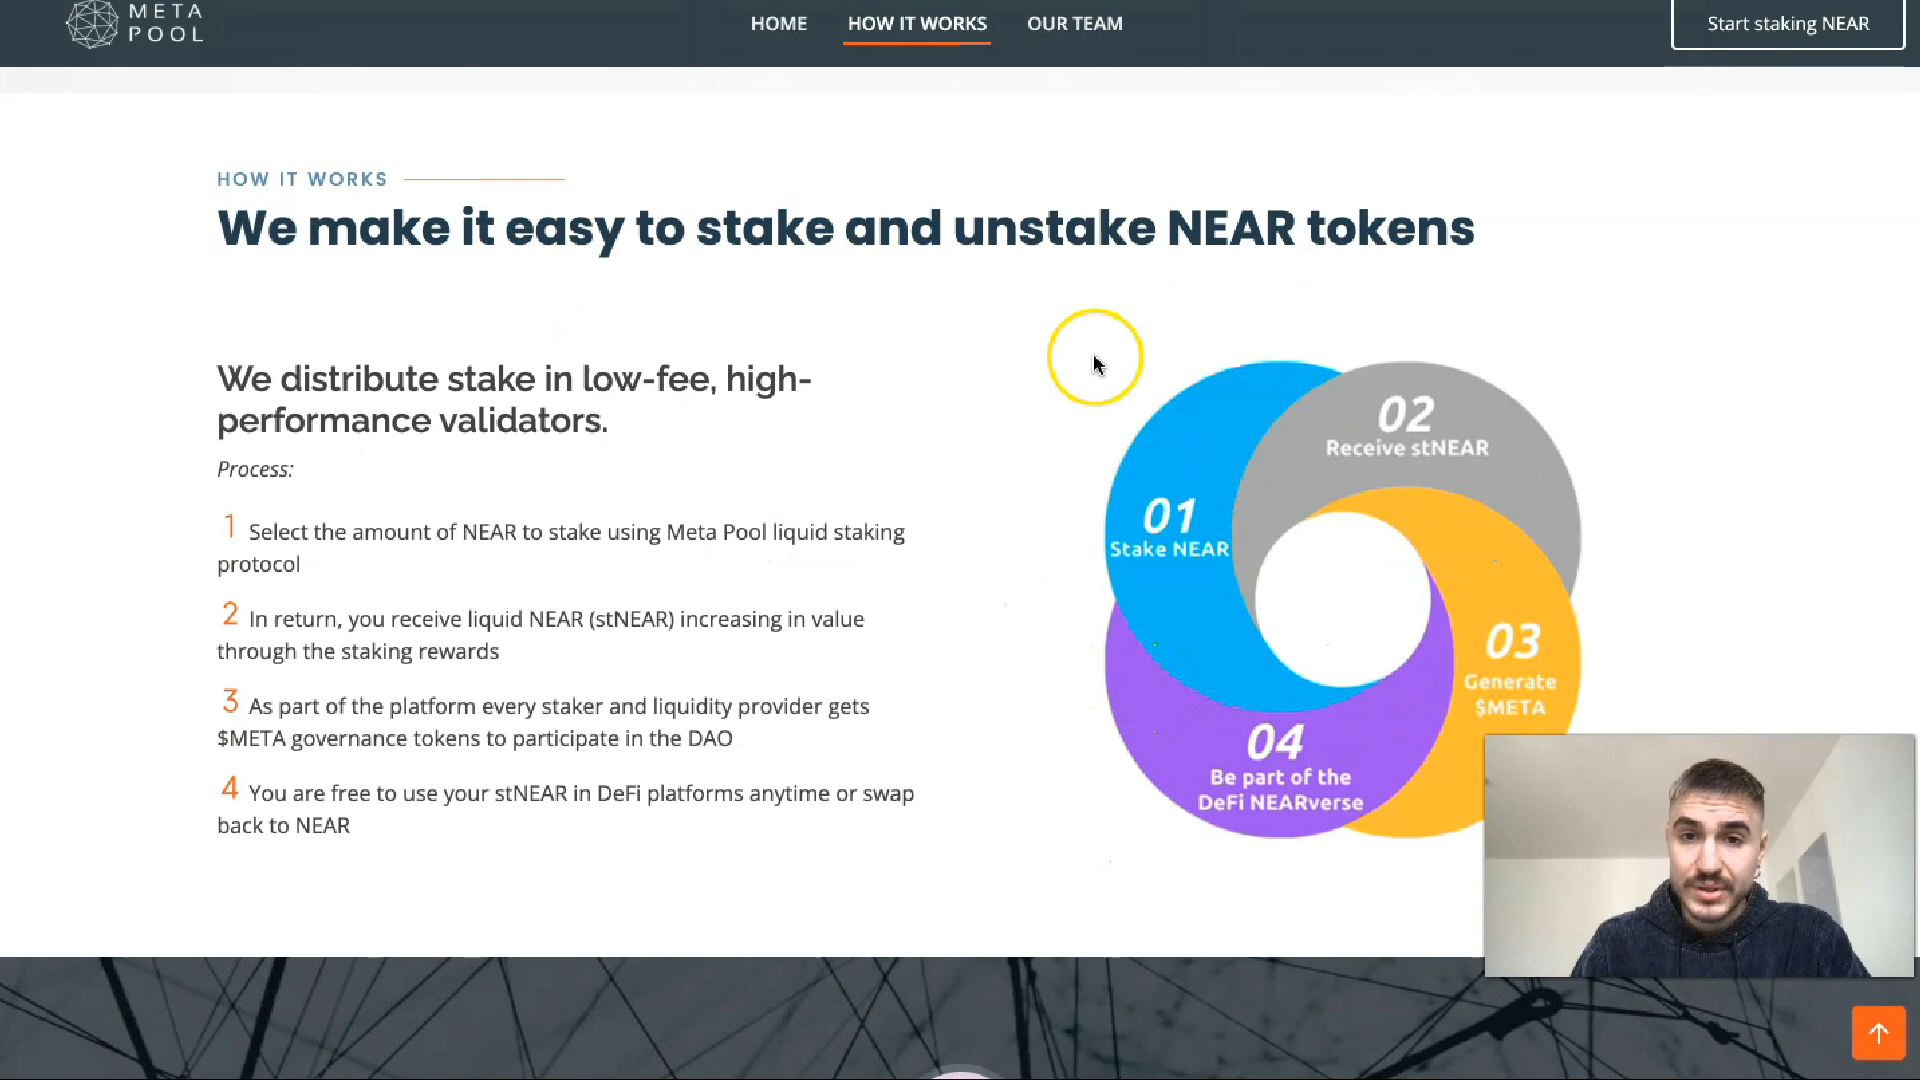 META
POOL
HOME
HOW IT WORKS
OUR TEAM
Start staking NEAR
HOW IT WORKS
We make it easy to stake and unstake NEAR tokens
We distribute stake in low-fee, high-
performance validators.
Process:
1 Select the amount of NEAR to stake using Meta Pool liquid staking
protocol
2 In return, you receive liquid NEAR (stNEAR) increasing in value
through the staking rewards
3 As part of the platform every staker and liquidity provider gets
$META governance tokens to participate in the DAO
4 You are free to use your stNEAR in DeFi platforms anytime or swap
back to NEAR
01
Stake NEAR
02
Receive stNEAR
03
Generate
$META
04
Be part of the
DeFi NEARverse